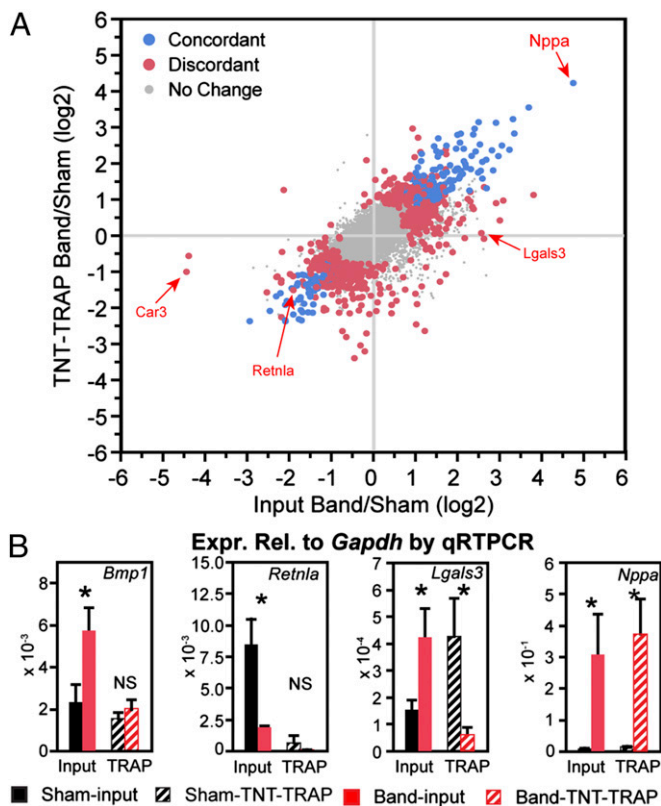 A
Concordant
Discordant
No Change
Nppa
Lgals3
Car3
Retnla
TNT-TRAP Band/Sham (log2)
6
5
4
3
2
1
0
-1
-2
-3
-4
-5
-6
-6 -5 -4 -3 -2 -1 0 1 2 3 4 5 6
Input Band/Sham (log2)
B
Expr. Rel. to Gapdh by qRTPCR
Bmp1
x 10-3
8
6
4
2
0
*
NS
Input TRAP
Retnla
x 10-3
15.0
10.0
7.5
5.0
2.5
0.0
*
NS
Input TRAP
Lgals3
x 10-4
6
5
4
3
2
1
0
* *
Input TRAP
Nppa
x 10-1
6
5
4
3
2
1
0
* *
Input TRAP
Sham-input Sham-TNT-TRAP Band-input Band-TNT-TRAP